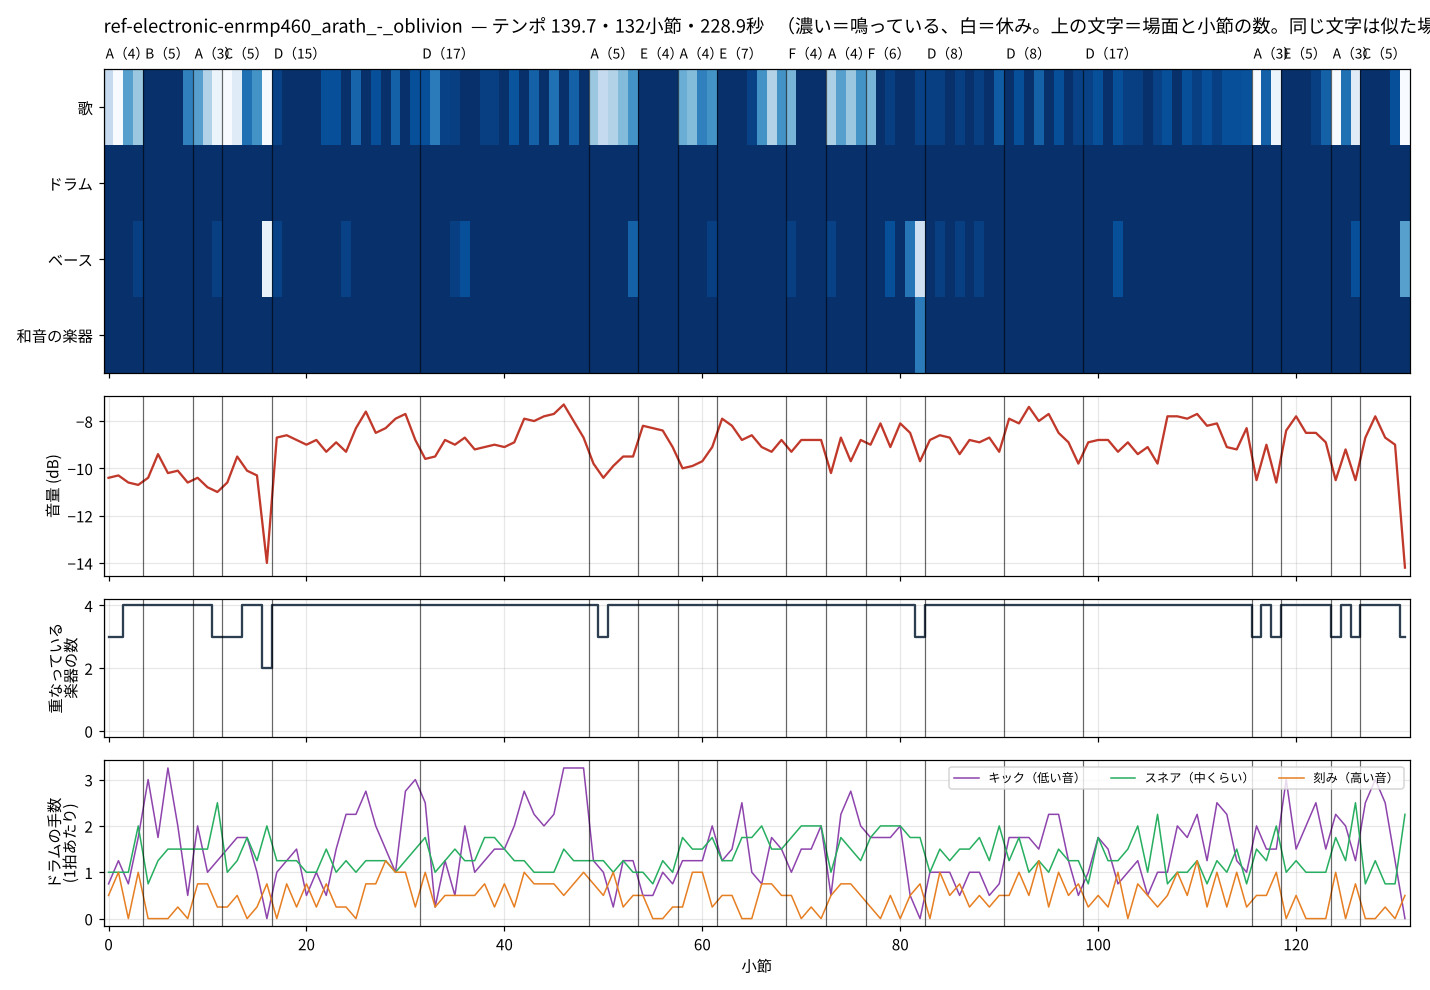 ref-electronic-enrmp460_arath_-_oblivion — テンポ 139.7・132小節・228.9秒 （濃い＝鳴っている、白＝休み。上の文字＝場面と小節の数。同じ文字は似た場
A（4） B（5） A（3） C（5） D（15） D（17） A（5） E（4） A（4） E（7） F（4） A（4） F（6） D（8） D（8） D（17） A（3） E（5） A（3） C（5）
歌
ドラム
ベース
和音の楽器
音量 (dB)
−8
−10
−12
−14
重なっている
楽器の数
4
2
0
ドラムの手数
(1拍あたり)
3
2
1
0
キック（低い音） スネア（中くらい） 刻み（高い音）
0 20 40 60 80 100 120
小節